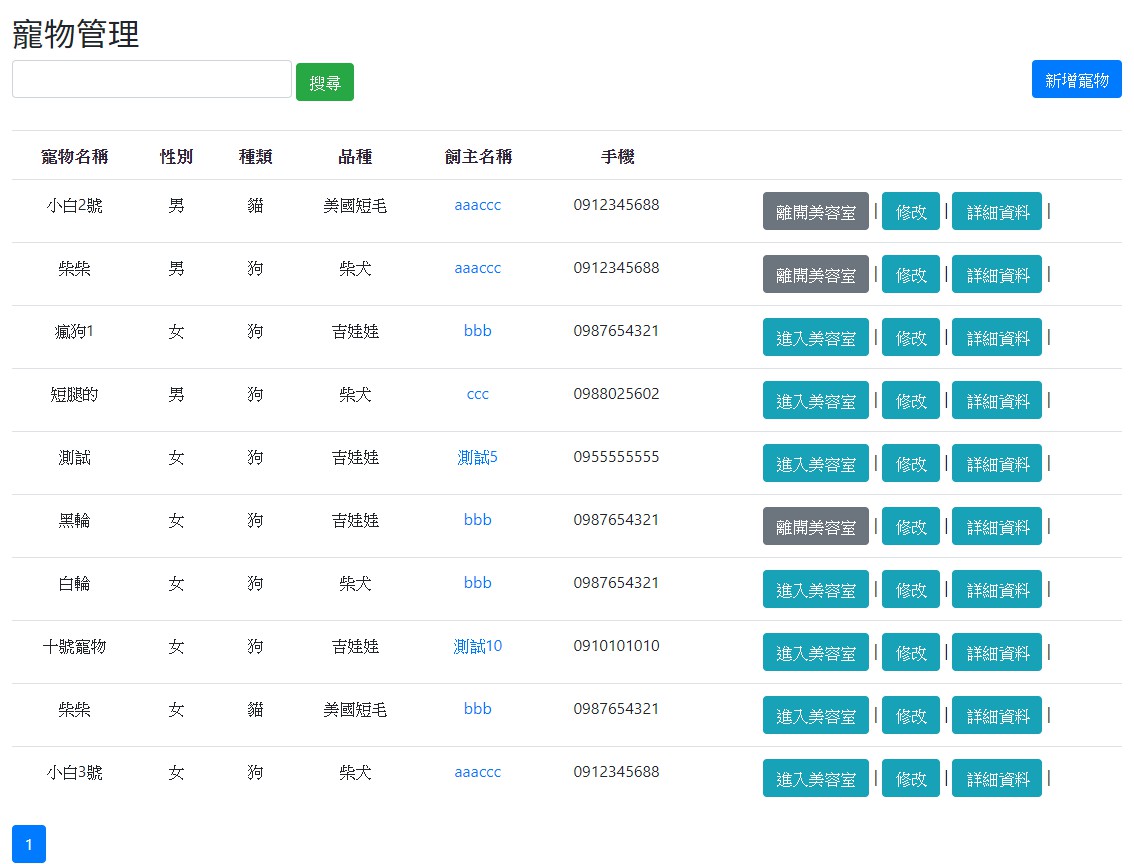 寵物管理
搜尋 新增寵物
寵物名稱 性別 種類 品種 飼主名稱 手機
小白2號 男 貓 美國短毛 aaaccc 0912345688 離開美容室 | 修改 | 詳細資料 |
柴柴 男 狗 柴犬 aaaccc 0912345688 離開美容室 | 修改 | 詳細資料 |
瘋狗1 女 狗 吉娃娃 bbb 0987654321 進入美容室 | 修改 | 詳細資料 |
短腿的 男 狗 柴犬 ccc 0988025602 進入美容室 | 修改 | 詳細資料 |
測試 女 狗 吉娃娃 測試5 0955555555 進入美容室 | 修改 | 詳細資料 |
黑輪 女 狗 吉娃娃 bbb 0987654321 離開美容室 | 修改 | 詳細資料 |
白輪 女 狗 柴犬 bbb 0987654321 進入美容室 | 修改 | 詳細資料 |
十號寵物 女 狗 吉娃娃 測試10 0910101010 進入美容室 | 修改 | 詳細資料 |
柴柴 女 貓 美國短毛 bbb 0987654321 進入美容室 | 修改 | 詳細資料 |
小白3號 女 狗 柴犬 aaaccc 0912345688 進入美容室 | 修改 | 詳細資料 |
1